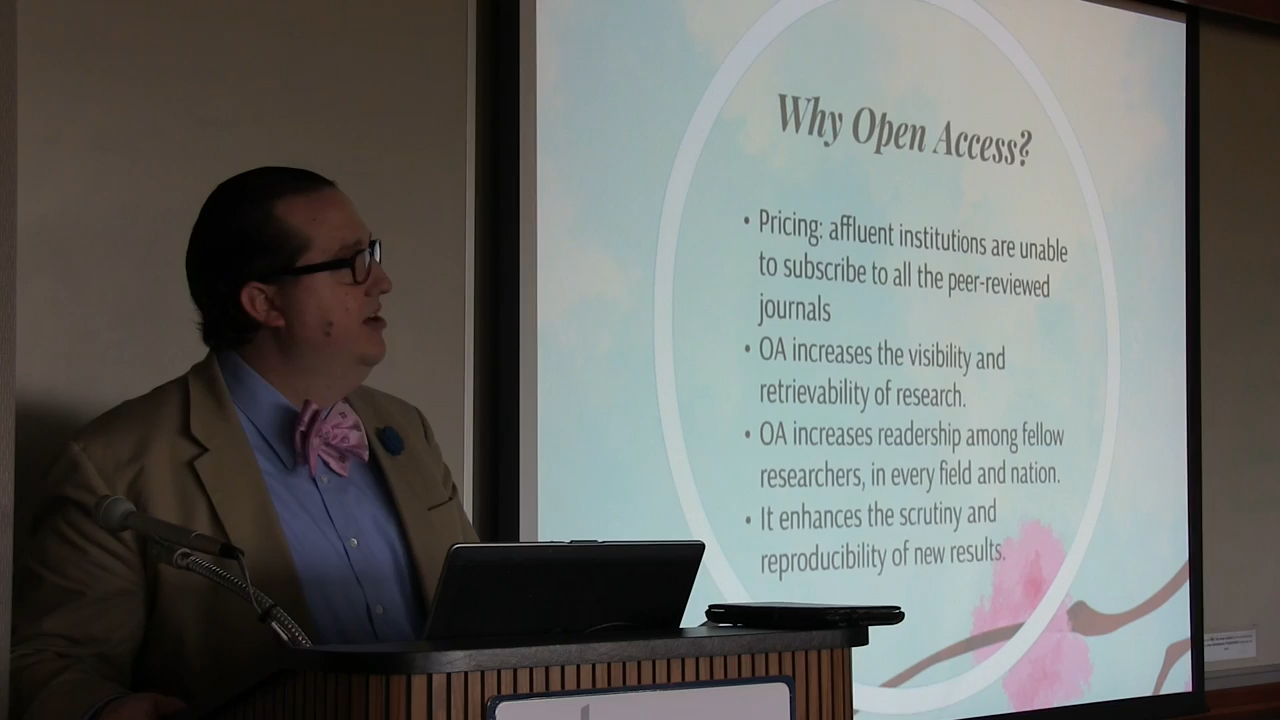 Why Open Access?
• Pricing: affluent institutions are unable
to subscribe to all the peer-reviewed
journals
• OA increases the visibility and
retrievability of research.
• OA increases readership among fellow
researchers, in every field and nation.
• It enhances the scrutiny and
reproducibility of new results.